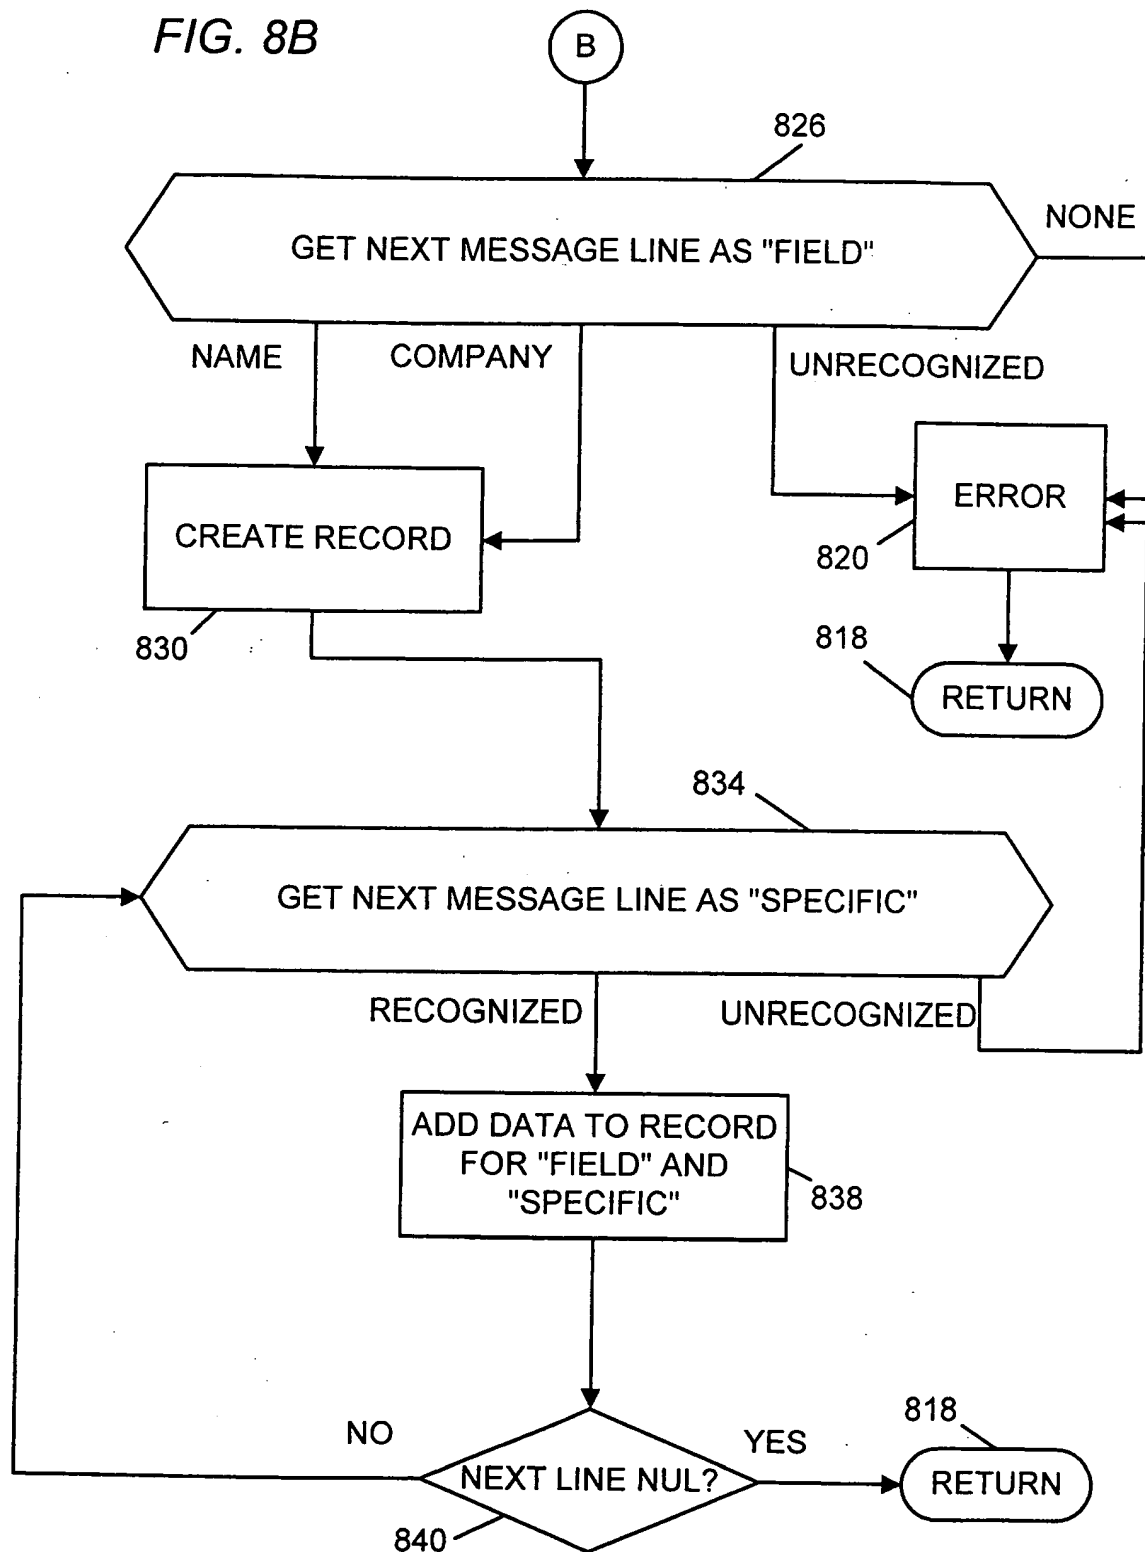 FIG. 8B
B
826
GET NEXT MESSAGE LINE AS "FIELD"
NONE
NAME
COMPANY
UNRECOGNIZED
CREATE RECORD
830
ERROR
820
818
RETURN
834
GET NEXT MESSAGE LINE AS "SPECIFIC"
RECOGNIZED
UNRECOGNIZED
ADD DATA TO RECORD
FOR "FIELD" AND
"SPECIFIC"
838
NO
NEXT LINE NUL?
840
YES
818
RETURN